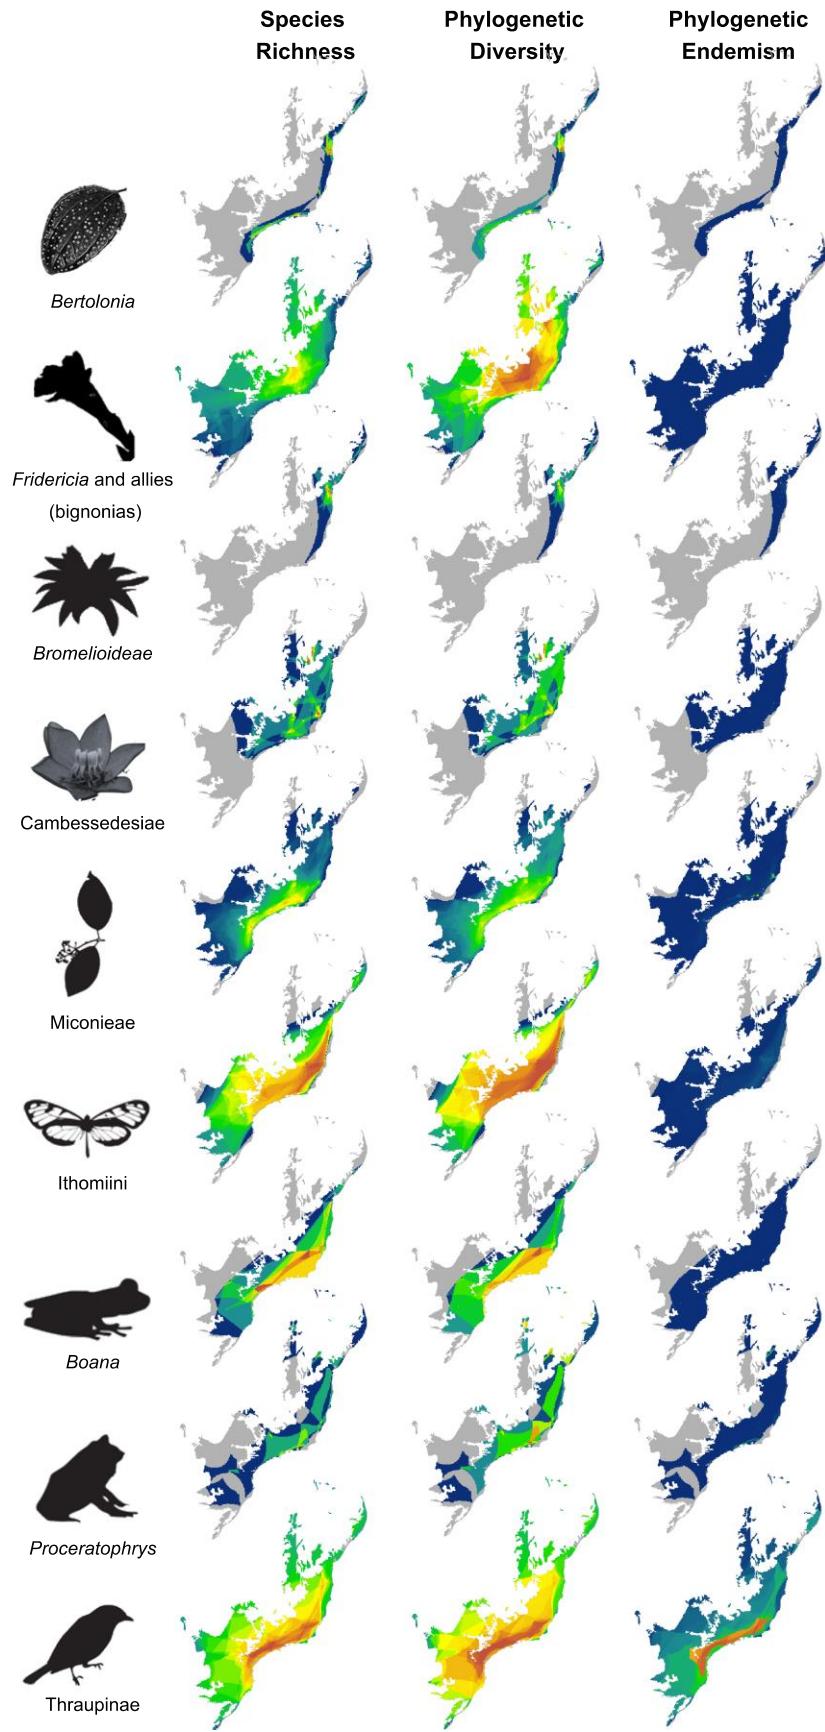 Species
Richness
Phylogenetic
Diversity
Phylogenetic
Endemism
Bertolonia
Fridericia and allies
(bignonias)
Bromelioideae
Cambessedesiae
Miconieae
Ithomiini
Boana
Proceratophrys
Thraupinae